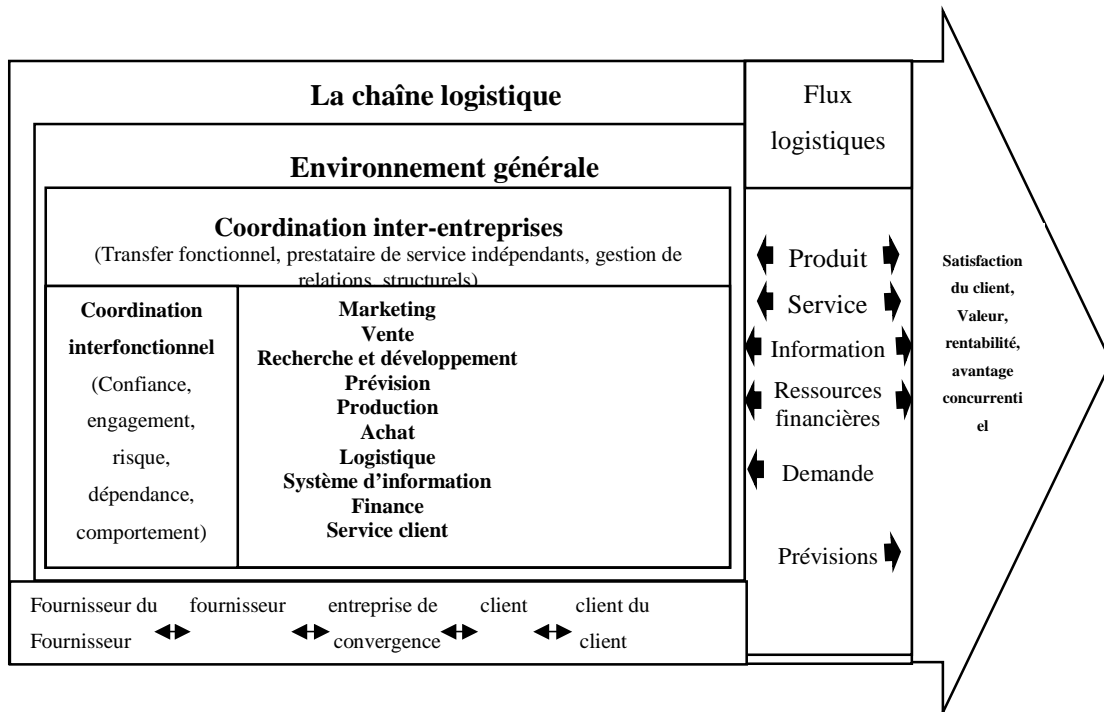 La chaîne logistique
Environnement générale
Coordination inter-entreprises
(Transfer fonctionnel, prestataire de service indépendants, gestion de
relations, structurels)
Coordination
interfonctionnel
(Confiance,
engagement,
risque,
dépendance,
comportement)
Marketing
Vente
Recherche et développement
Prévision
Production
Achat
Logistique
Système d’information
Finance
Service client
Fournisseur du
Fournisseur
fournisseur
entreprise de
convergence
client
client du
client
Flux
logistiques
Produit
Service
Information
Ressources
financières
Demande
Prévisions
Satisfaction
du client,
Valeur,
rentabilité,
avantage
concurrenti
el